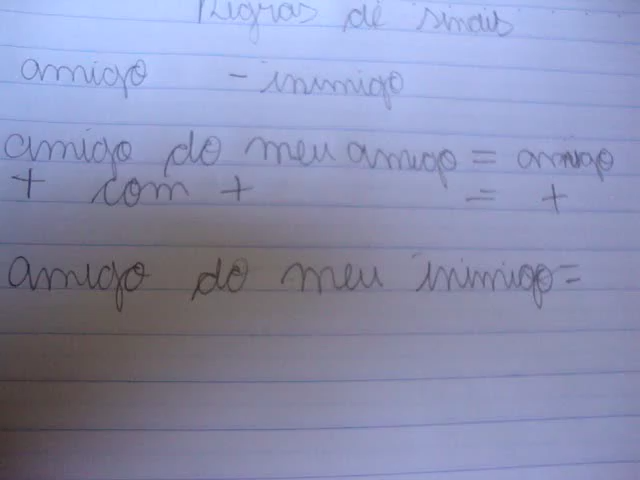 Regras de sinais
amigo - inimigo
amigo do meu amigo = amigo
+ com + = +
amigo do meu inimigo =